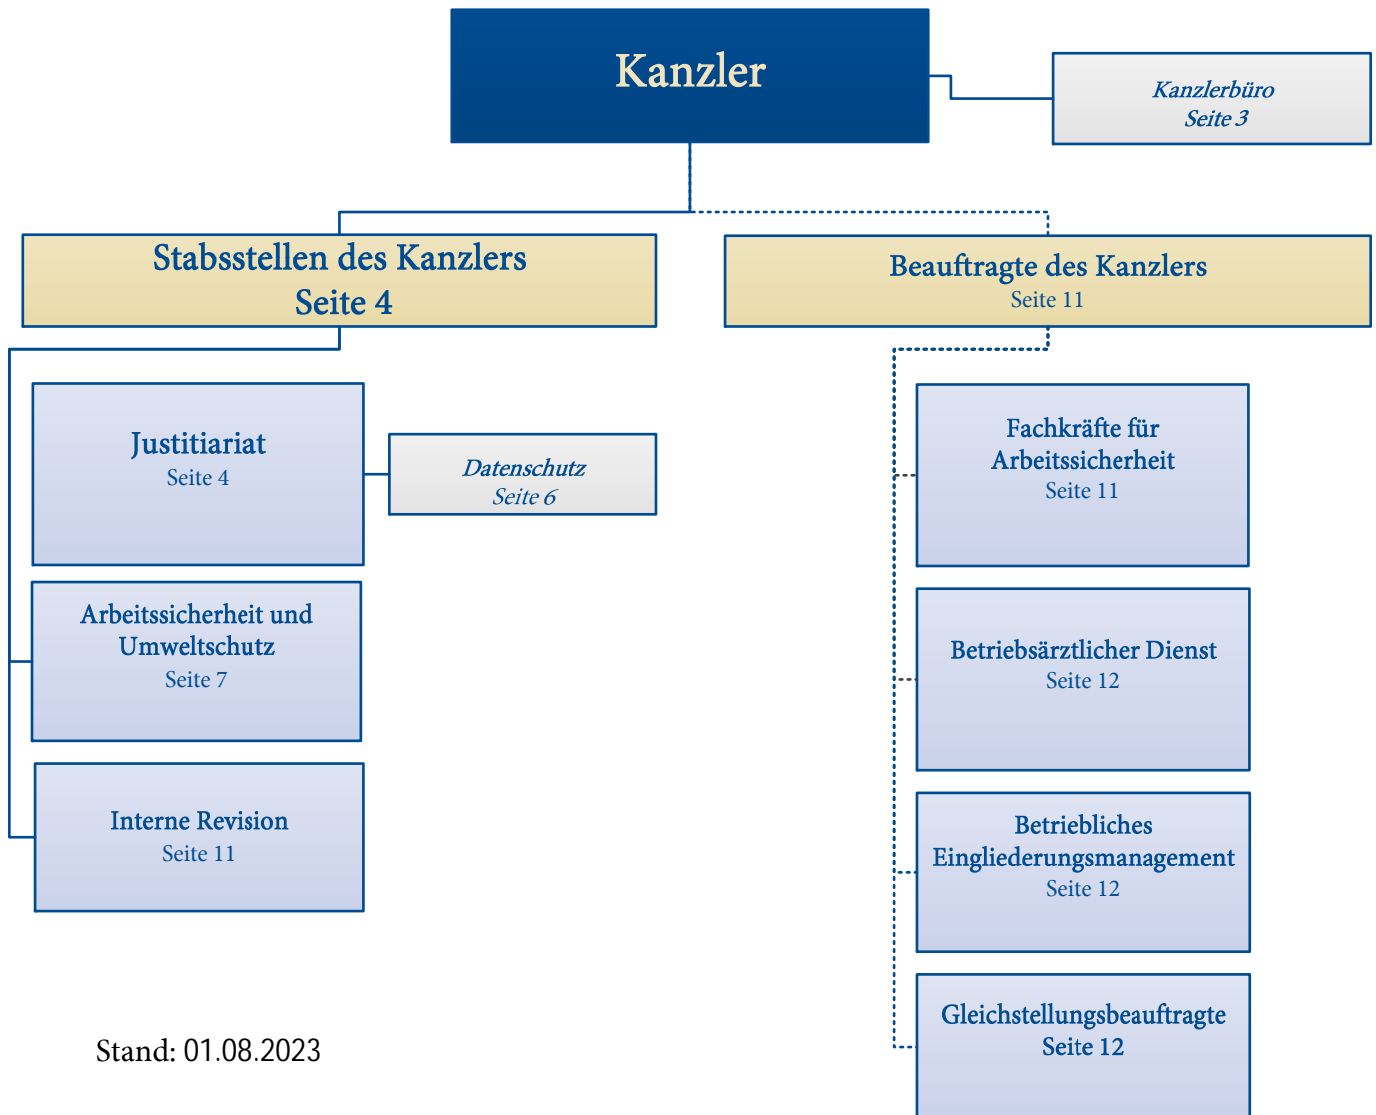 Kanzler
Kanzlerbüro
Seite 3
Stabsstellen des Kanzlers
Seite 4
Beauftragte des Kanzlers
Seite 11
Justitiariat
Seite 4
Datenschutz
Seite 6
Arbeitssicherheit und
Umweltschutz
Seite 7
Interne Revision
Seite 11
Fachkräfte für
Arbeitssicherheit
Seite 11
Betriebsärztlicher Dienst
Seite 12
Betriebliches
Eingliederungsmanagement
Seite 12
Gleichstellungsbeauftragte
Seite 12
Stand: 01.08.2023